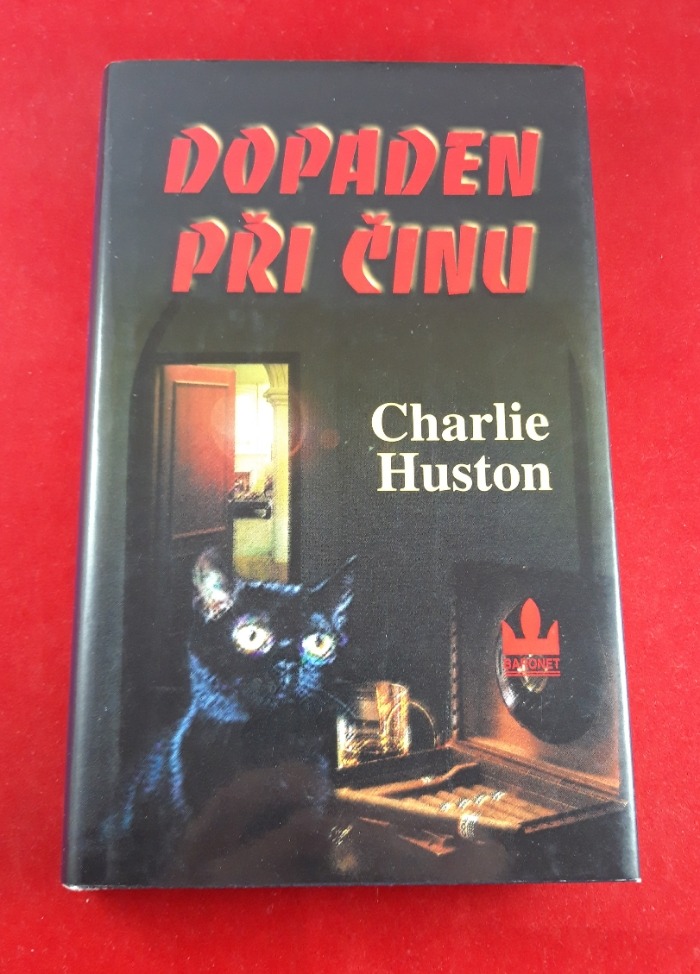 DOPADEN
PŘI ČINU
Charlie
Huston
BARONET